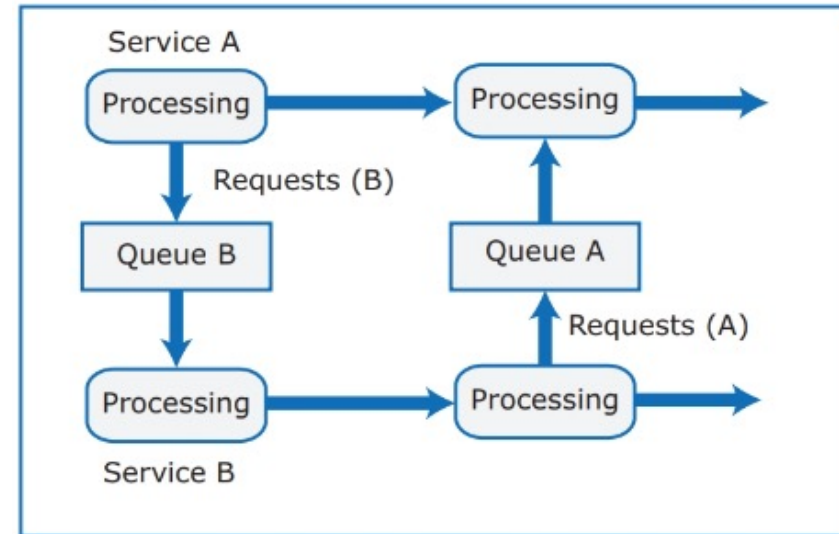 Service A
Processing
Processing
Requests (B)
Queue B
Queue A
Requests (A)
Processing
Processing
Service B